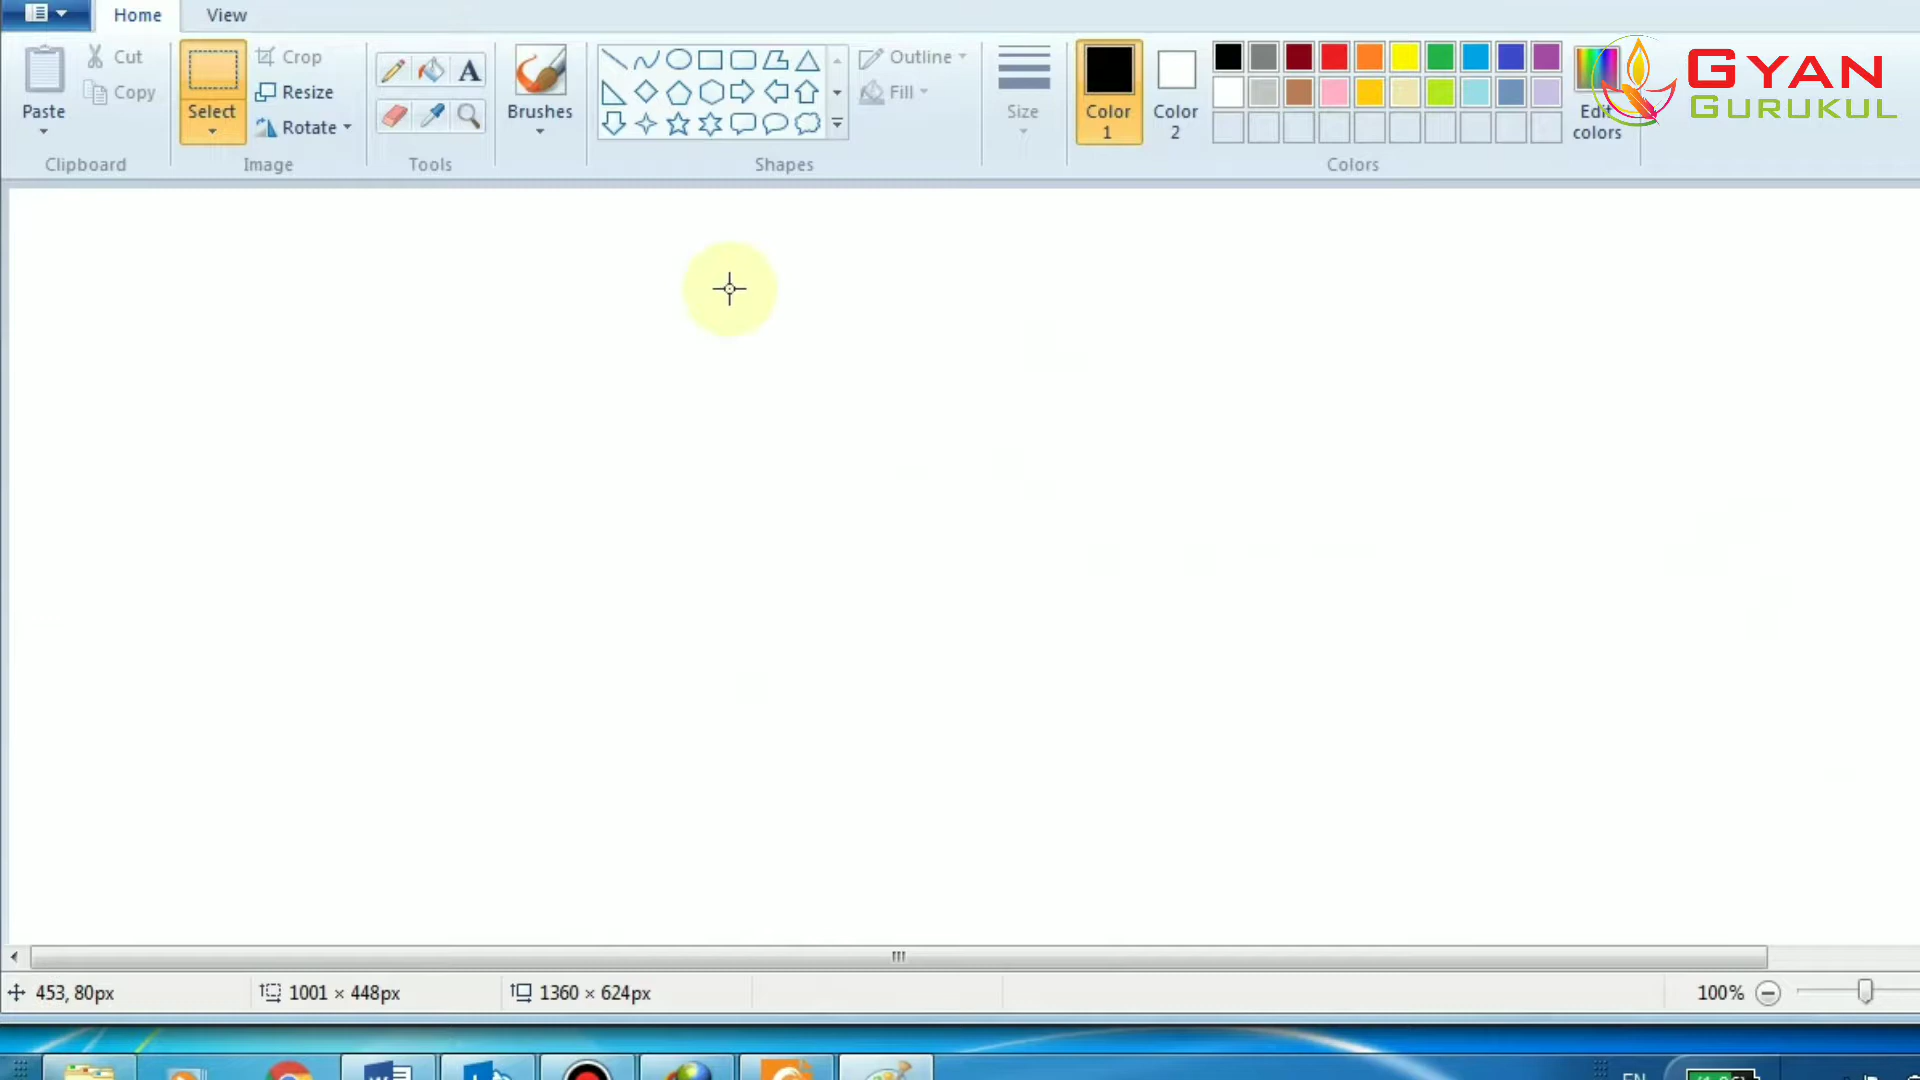 Home View
Paste
Cut
Copy
Clipboard
Select
Crop
Resize
Rotate
Image
A
Tools
Brushes
Shapes
Outline
Fill
Size
Color 1
Color 2
Colors
Edit colors
GYAN
GURUKUL
453, 80px
1001 × 448px
1360 × 624px
100%